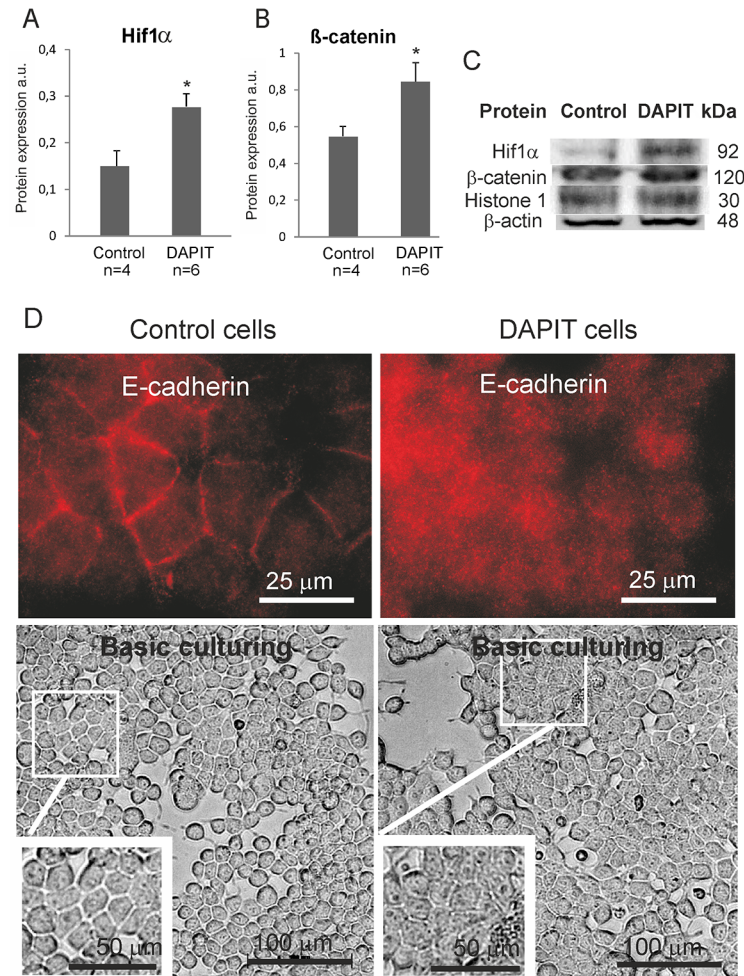 A
Hif1α
Protein expression a.u.
0,4
0,3
0,2
0,1
0
*
Control
n=4
DAPIT
n=6
B
ß-catenin
Protein expression a.u.
1
0,8
0,6
0,4
0,2
0
*
Control
n=4
DAPIT
n=6
C
Protein Control DAPIT kDa
Hif1α 92
β-catenin 120
Histone 1 30
β-actin 48
D
Control cells
DAPIT cells
E-cadherin
25 µm
E-cadherin
25 µm
Basic culturing
50 µm
100 µm
Basic culturing
50 µm
100 µm